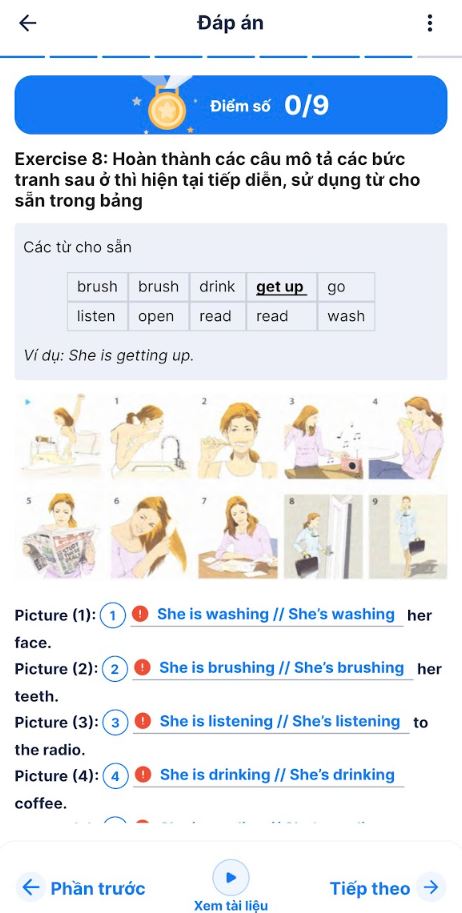 Đáp án
Điểm số 0/9
Exercise 8: Hoàn thành các câu mô tả các bức
tranh sau ở thì hiện tại tiếp diễn, sử dụng từ cho
sẵn trong bảng
Các từ cho sẵn
brush brush drink get up go
listen open read read wash
Ví dụ: She is getting up.
1 2 3 4
5 6 7 8 9
Picture (1): 1 She is washing // She's washing her
face.
Picture (2): 2 She is brushing // She's brushing her
teeth.
Picture (3): 3 She is listening // She's listening to
the radio.
Picture (4): 4 She is drinking // She's drinking
coffee.
Phần trước
Xem tài liệu
Tiếp theo